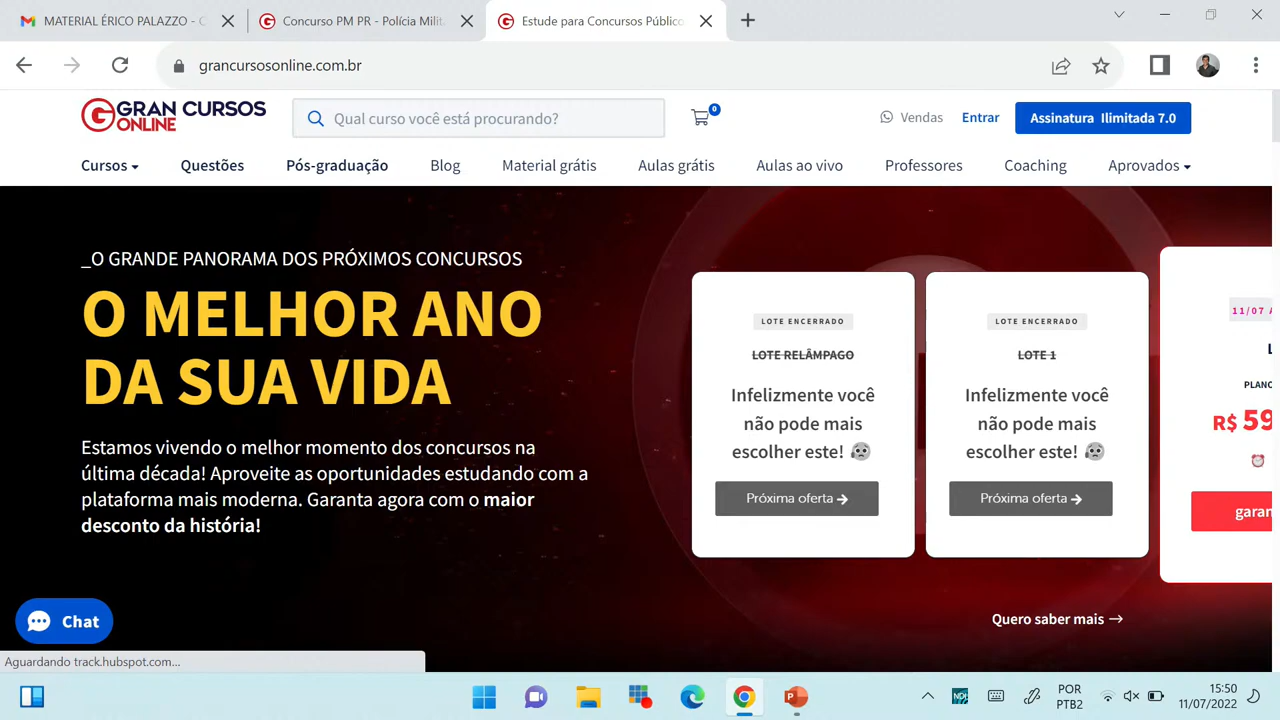 MATERIAL ÉRICO PALAZZO - C
Concurso PM PR - Polícia Milit
Estude para Concursos Público
grancursosonline.com.br
GRAN CURSOS
ONLINE
Qual curso você está procurando?
0
Vendas
Entrar
Assinatura Ilimitada 7.0
Cursos
Questões
Pós-graduação
Blog
Material grátis
Aulas grátis
Aulas ao vivo
Professores
Coaching
Aprovados
_O GRANDE PANORAMA DOS PRÓXIMOS CONCURSOS
O MELHOR ANO
DA SUA VIDA
Estamos vivendo o melhor momento dos concursos na
última década! Aproveite as oportunidades estudando com a
plataforma mais moderna. Garanta agora com o maior
desconto da história!
LOTE ENCERRADO
LOTE RELÂMPAGO
Infelizmente você
não pode mais
escolher este!
Próxima oferta
LOTE ENCERRADO
LOTE 1
Infelizmente você
não pode mais
escolher este!
Próxima oferta
11/07 A
L
PLANO
R$ 59
garan
Quero saber mais
Chat
Aguardando track.hubspot.com...
POR
PTB2
15:50
11/07/2022